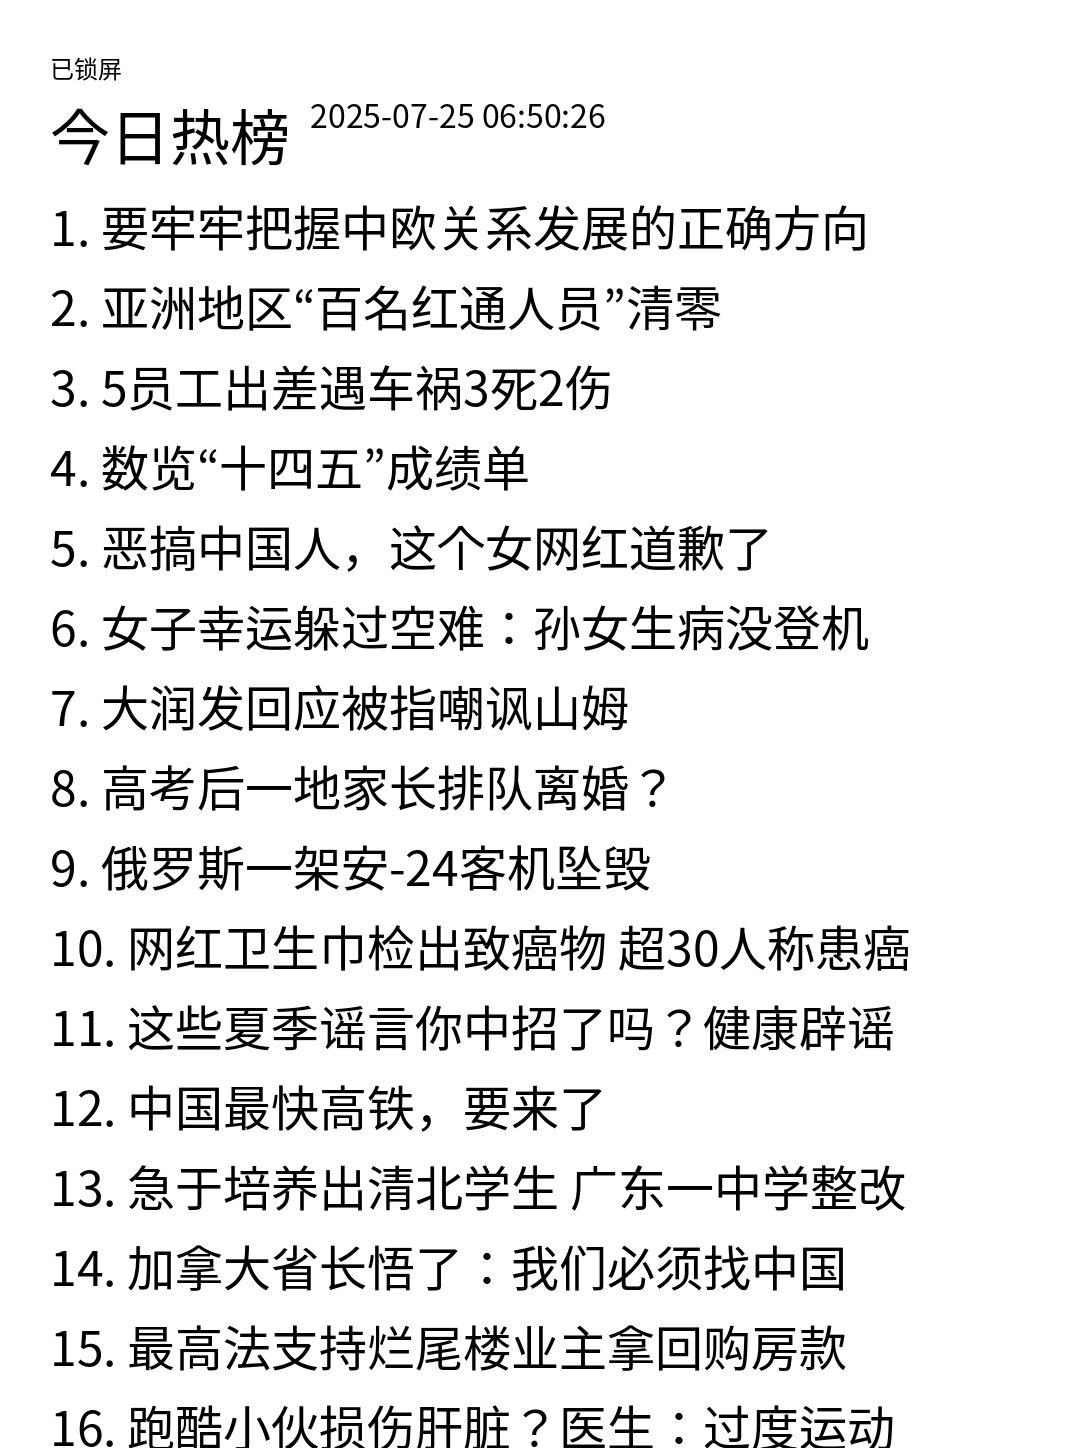 已锁屏
今日热榜 2025-07-25 06:50:26
1. 要牢牢把握中欧关系发展的正确方向
2. 亚洲地区“百名红通人员”清零
3. 5员工出差遇车祸3死2伤
4. 数览“十四五”成绩单
5. 恶搞中国人，这个女网红道歉了
6. 女子幸运躲过空难：孙女生病没登机
7. 大润发回应被指嘲讽山姆
8. 高考后一地家长排队离婚？
9. 俄罗斯一架安-24客机坠毁
10. 网红卫生巾检出致癌物 超30人称患癌
11. 这些夏季谣言你中招了吗？健康辟谣
12. 中国最快高铁，要来了
13. 急于培养出清北学生 广东一中学整改
14. 加拿大省长悟了：我们必须找中国
15. 最高法支持烂尾楼业主拿回购房款
16. 跑酷小伙损伤肝脏？医生：过度运动